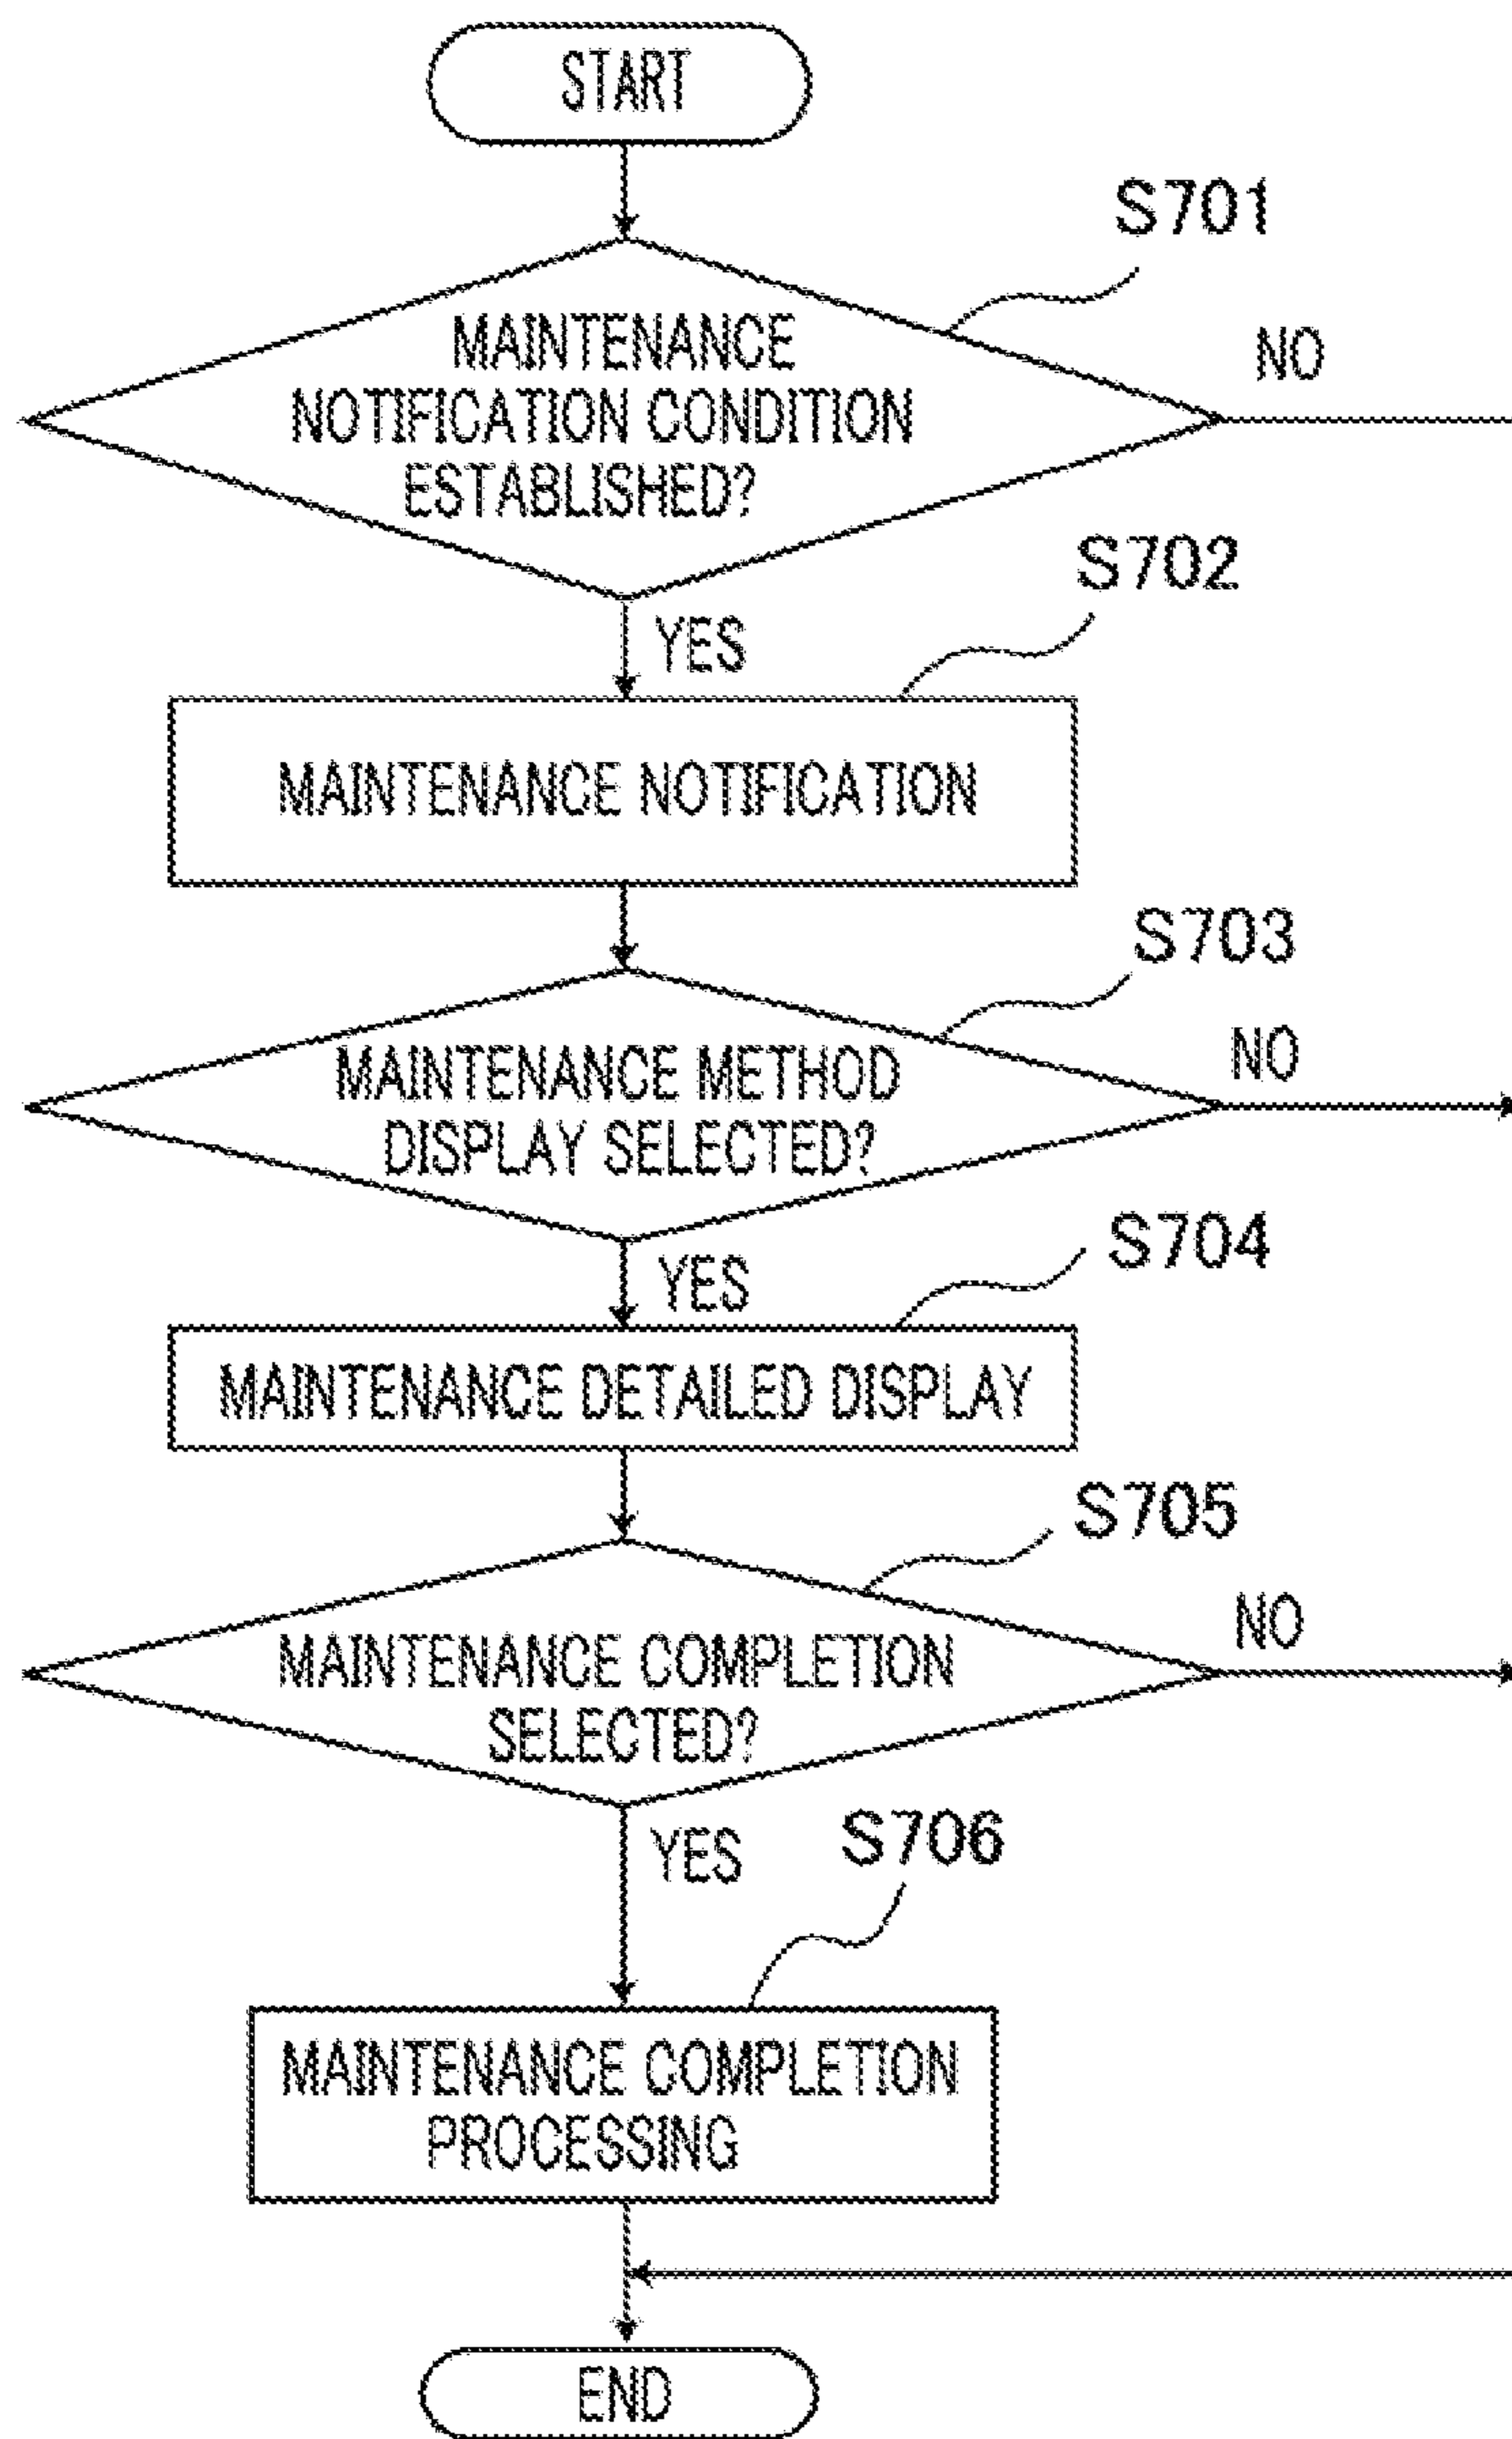 START
S701
MAINTENANCE
NOTIFICATION CONDITION
ESTABLISHED?
NO
YES
S702
MAINTENANCE NOTIFICATION
S703
MAINTENANCE METHOD
DISPLAY SELECTED?
NO
YES
S704
MAINTENANCE DETAILED DISPLAY
S705
MAINTENANCE COMPLETION
SELECTED?
NO
YES
S706
MAINTENANCE COMPLETION
PROCESSING
END